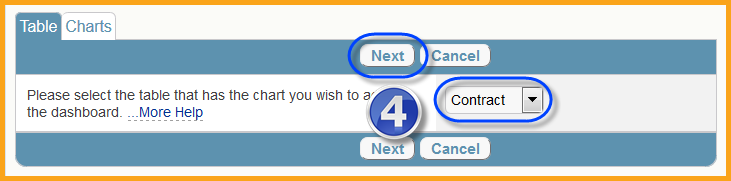 Table Charts
Next Cancel
Please select the table that has the chart you wish to
the dashboard. ...More Help
Contract
4
Next Cancel